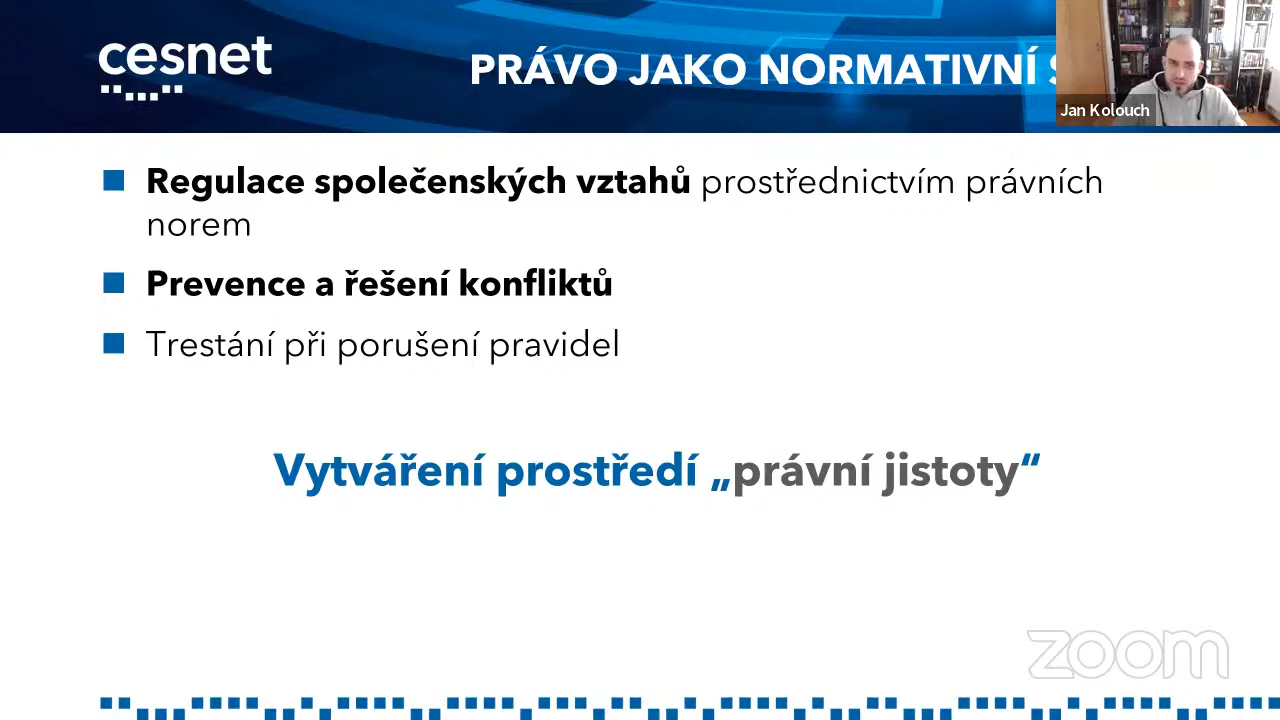 cesnet
PRÁVO JAKO NORMATIVNÍ
Jan Kolouch
Regulace společenských vztahů prostřednictvím právních
norem
Prevence a řešení konfliktů
Trestání při porušení pravidel
Vytváření prostředí „právní jistoty“
zoom